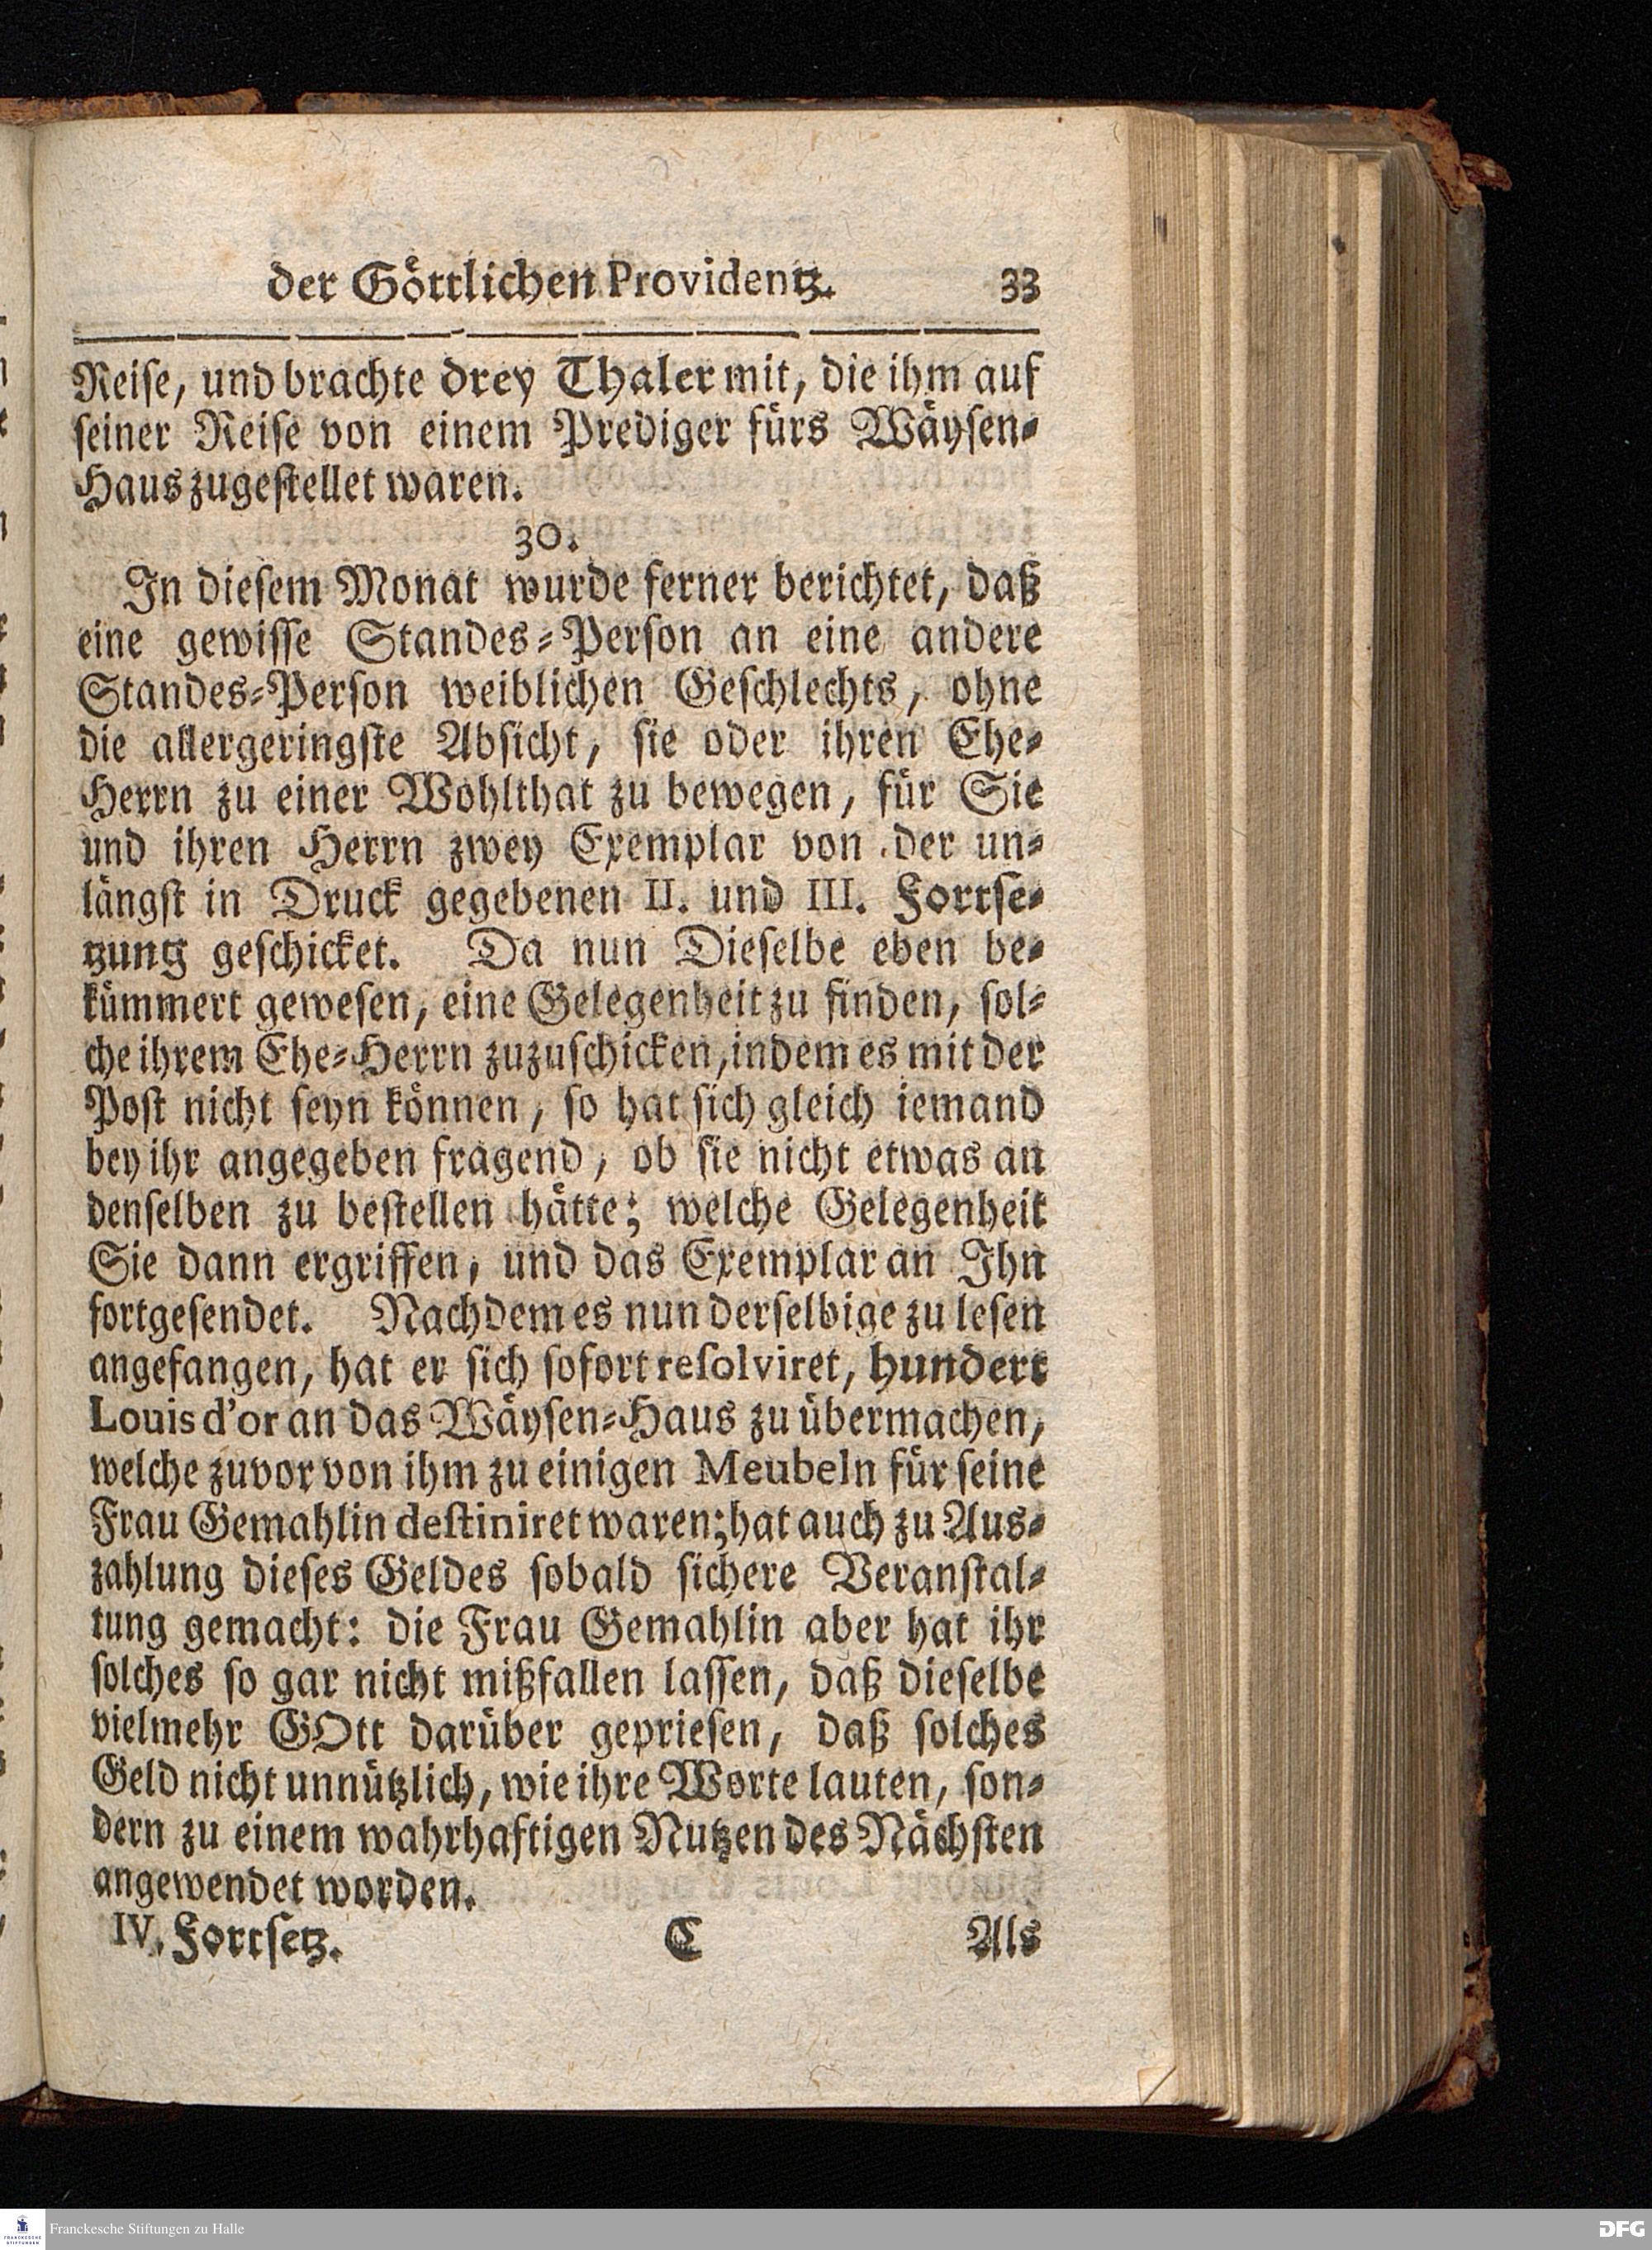 der Göttlichen Providentz. 33
Reise, und brachte drey Thaler mit, die ihm auf
seiner Reise von einem Prediger fürs Wäysen-
Haus zugestellet waren.
30.
In diesem Monat wurde ferner berichtet, daß
eine gewisse Standes-Person an eine andere
Standes-Person weiblichen Geschlechts, ohne
die allergeringste Absicht, sie oder ihren Ehe-
Herrn zu einer Wohlthat zu bewegen, für Sie
und ihren Herrn zwey Exemplar von der un-
längst in Druck gegebenen II. und III. Fortse-
tzung geschicket. Da nun Dieselbe eben be-
kümmert gewesen, eine Gelegenheit zu finden, sol-
che ihrem Ehe-Herrn zuzuschicken, indem es mit der
Post nicht seyn können, so hat sich gleich iemand
bey ihr angegeben fragend, ob sie nicht etwas an
denselben zu bestellen hätte; welche Gelegenheit
Sie dann ergriffen, und das Exemplar an Ihn
fortgesendet. Nachdem es nun derselbige zu lesen
angefangen, hat er sich sofort resolviret, hundert
Louis d'or an das Wäysen-Haus zu übermachen,
welche zuvor von ihm zu einigen Meubeln für seine
Frau Gemahlin destiniret waren; hat auch zu Aus-
zahlung dieses Geldes sobald sichere Veranstal-
tung gemacht: die Frau Gemahlin aber hat ihr
solches so gar nicht mißfallen lassen, daß dieselbe
vielmehr GOtt darüber gepriesen, daß solches
Geld nicht unnützlich, wie ihre Worte lauten, son-
dern zu einem wahrhaftigen Nutzen des Nächsten
angewendet worden.
IV. Fortsetz. C Als
FRANCKESCHE STIFTUNGEN
Franckesche Stiftungen zu Halle
DFG